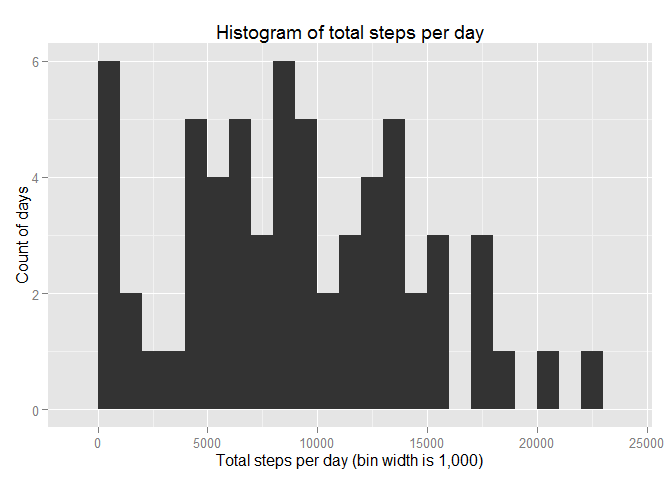 Histogram of total steps per day
Count of days
6
4
2
0
0 5000 10000 15000 20000 25000
Total steps per day (bin width is 1,000)